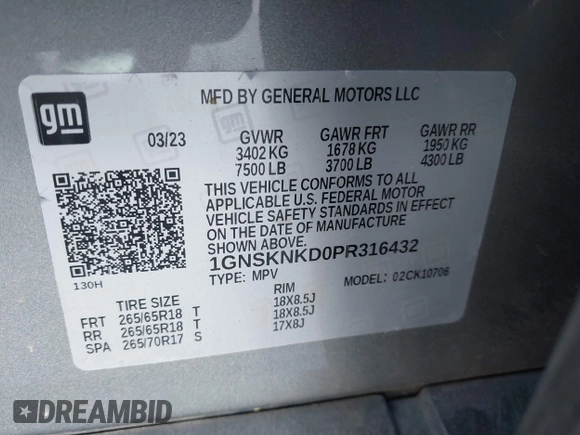 gm
MFD BY GENERAL MOTORS LLC
03/23 GVWR GAWR FRT GAWR RR
3402 KG 1678 KG 1950 KG
7500 LB 3700 LB 4300 LB
THIS VEHICLE CONFORMS TO ALL
APPLICABLE U.S. FEDERAL MOTOR
VEHICLE SAFETY STANDARDS IN EFFECT
ON THE DATE OF MANUFACTURE
SHOWN ABOVE.
1GNSKNKD0PR316432
130H TYPE: MPV MODEL: 02CK10706
TIRE SIZE RIM
FRT 265/65R18 T 18X8.5J
RR 265/65R18 T 18X8.5J
SPA 265/70R17 S 17X8J
DREAMBID